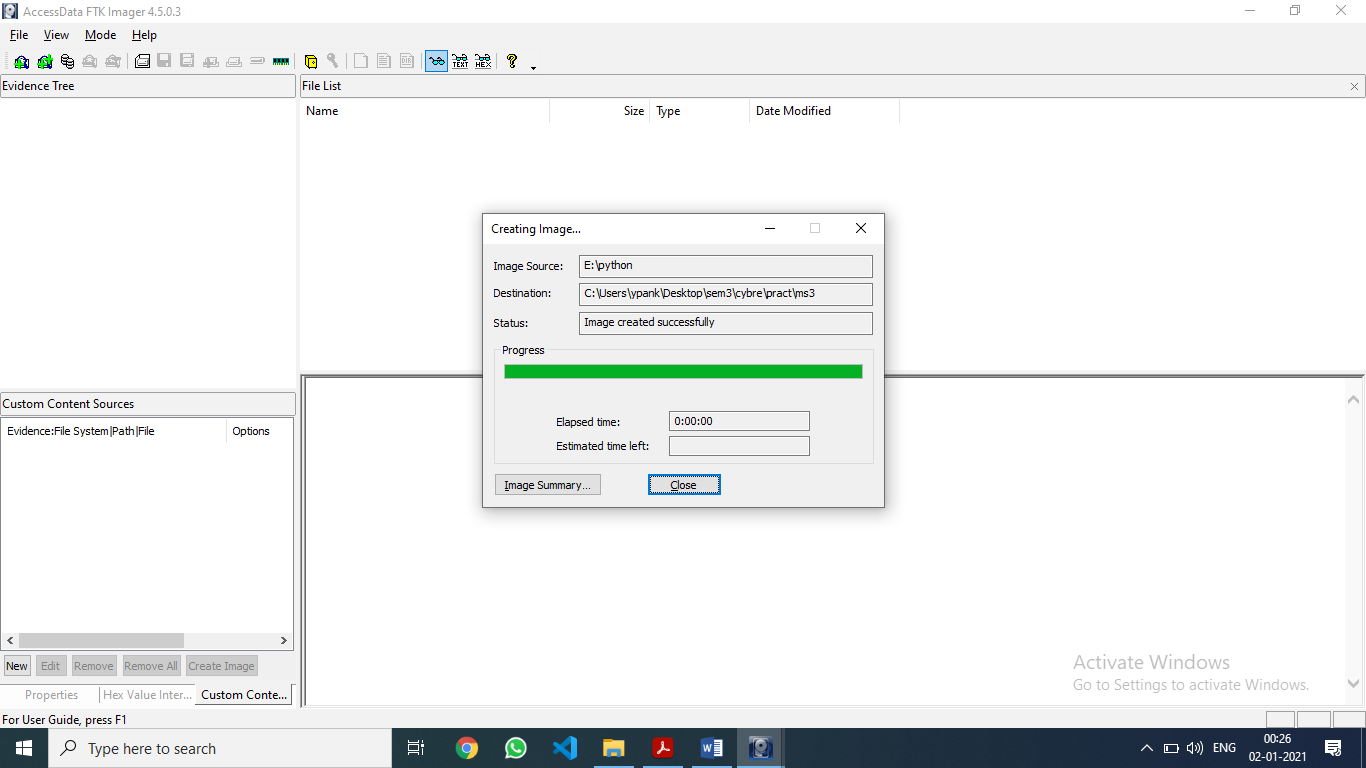 AccessData FTK Imager 4.5.0.3
File View Mode Help
TEXT HEX ?
Evidence Tree
File List
Name Size Type Date Modified
Creating Image...
Image Source: E:\python
Destination: C:\Users\ypank\Desktop\sem3\cybre\pract\ms3
Status: Image created successfully
Progress
Elapsed time: 0:00:00
Estimated time left:
Image Summary... Close
Custom Content Sources
Evidence:File System|Path|File Options
New Edit Remove Remove All Create Image
Properties Hex Value Inter... Custom Conte...
Activate Windows
Go to Settings to activate Windows.
For User Guide, press F1
Type here to search
ENG
00:26
02-01-2021